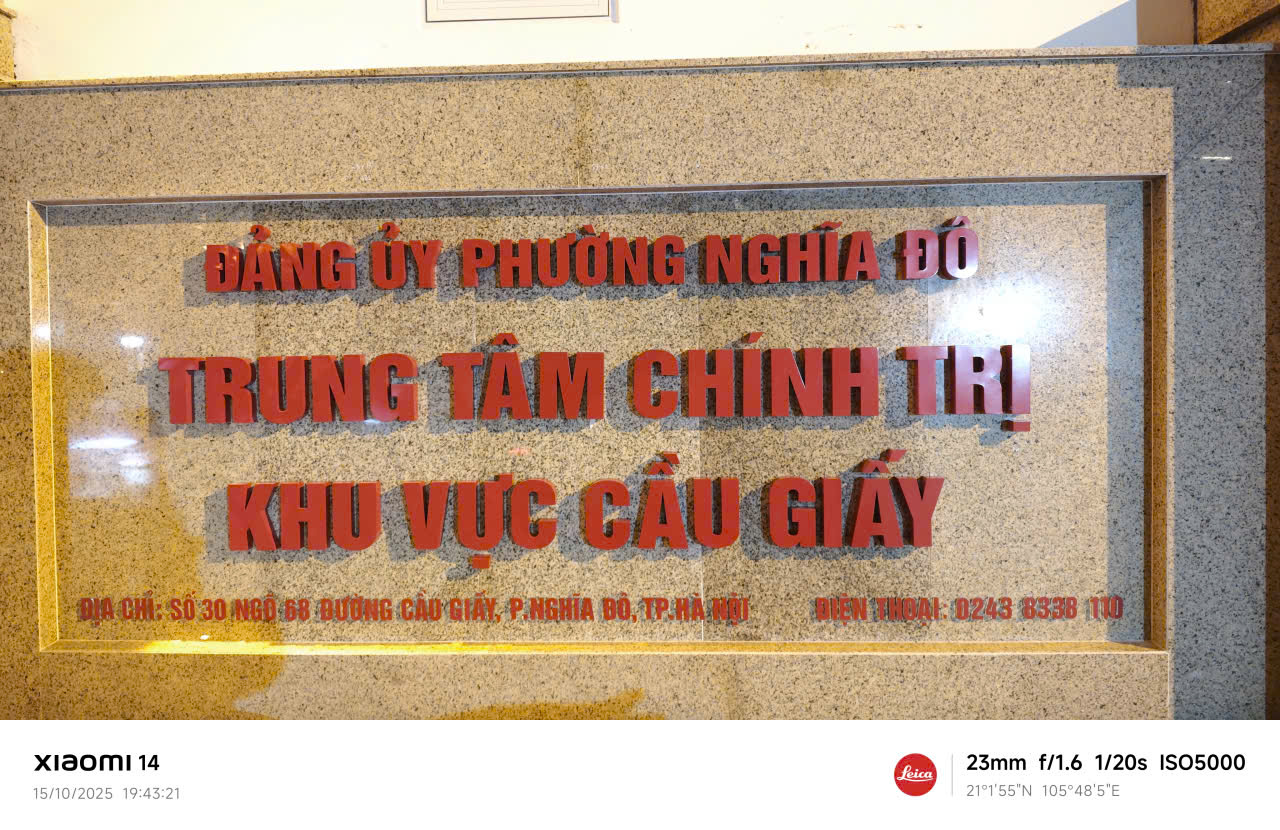 ĐẢNG ỦY PHƯỜNG NGHĨA ĐÔ
TRUNG TÂM CHÍNH TRỊ
KHU VỰC CẦU GIẤY
ĐỊA CHỈ: SỐ 30 NGÕ 68 ĐƯỜNG CẦU GIẤY, P.NGHĨA ĐÔ, TP.HÀ NỘI ĐIỆN THOẠI: 0243 8338 110
XIAOMI 14
15/10/2025 19:43:21
Leica
23mm f/1.6 1/20s ISO5000
21°1'55"N 105°48'5"E